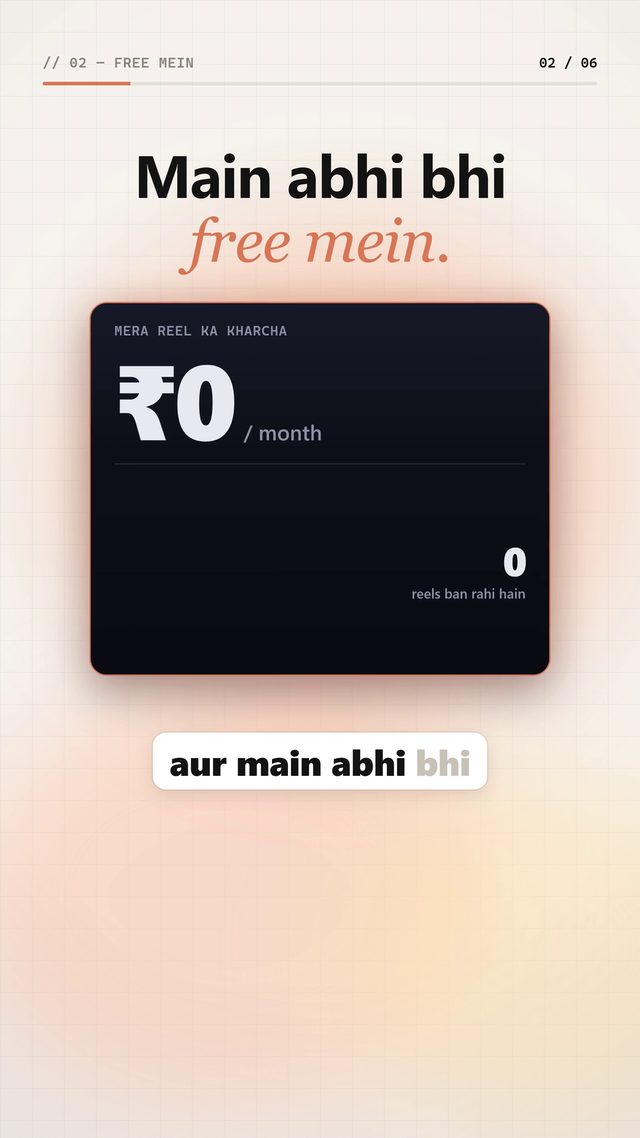 // 02 — FREE MEIN
02 / 06
Main abhi bhi
free mein.
MERA REEL KA KHARCHA
₹0 / month
0
reels ban rahi hain
aur main abhi bhi